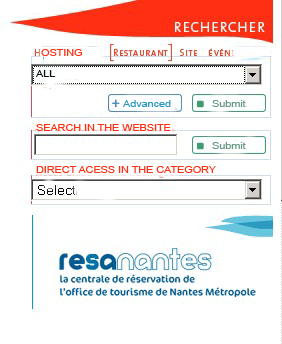 RECHERCHER
HOSTING [RESTAURANT] SITE ÉVÉN
ALL
+ Advanced Submit
SEARCH IN THE WEBSITE
Submit
DIRECT ACESS IN THE CATEGORY
Select
resanantes
la centrale de réservation de
l'office de tourisme de Nantes Métropole